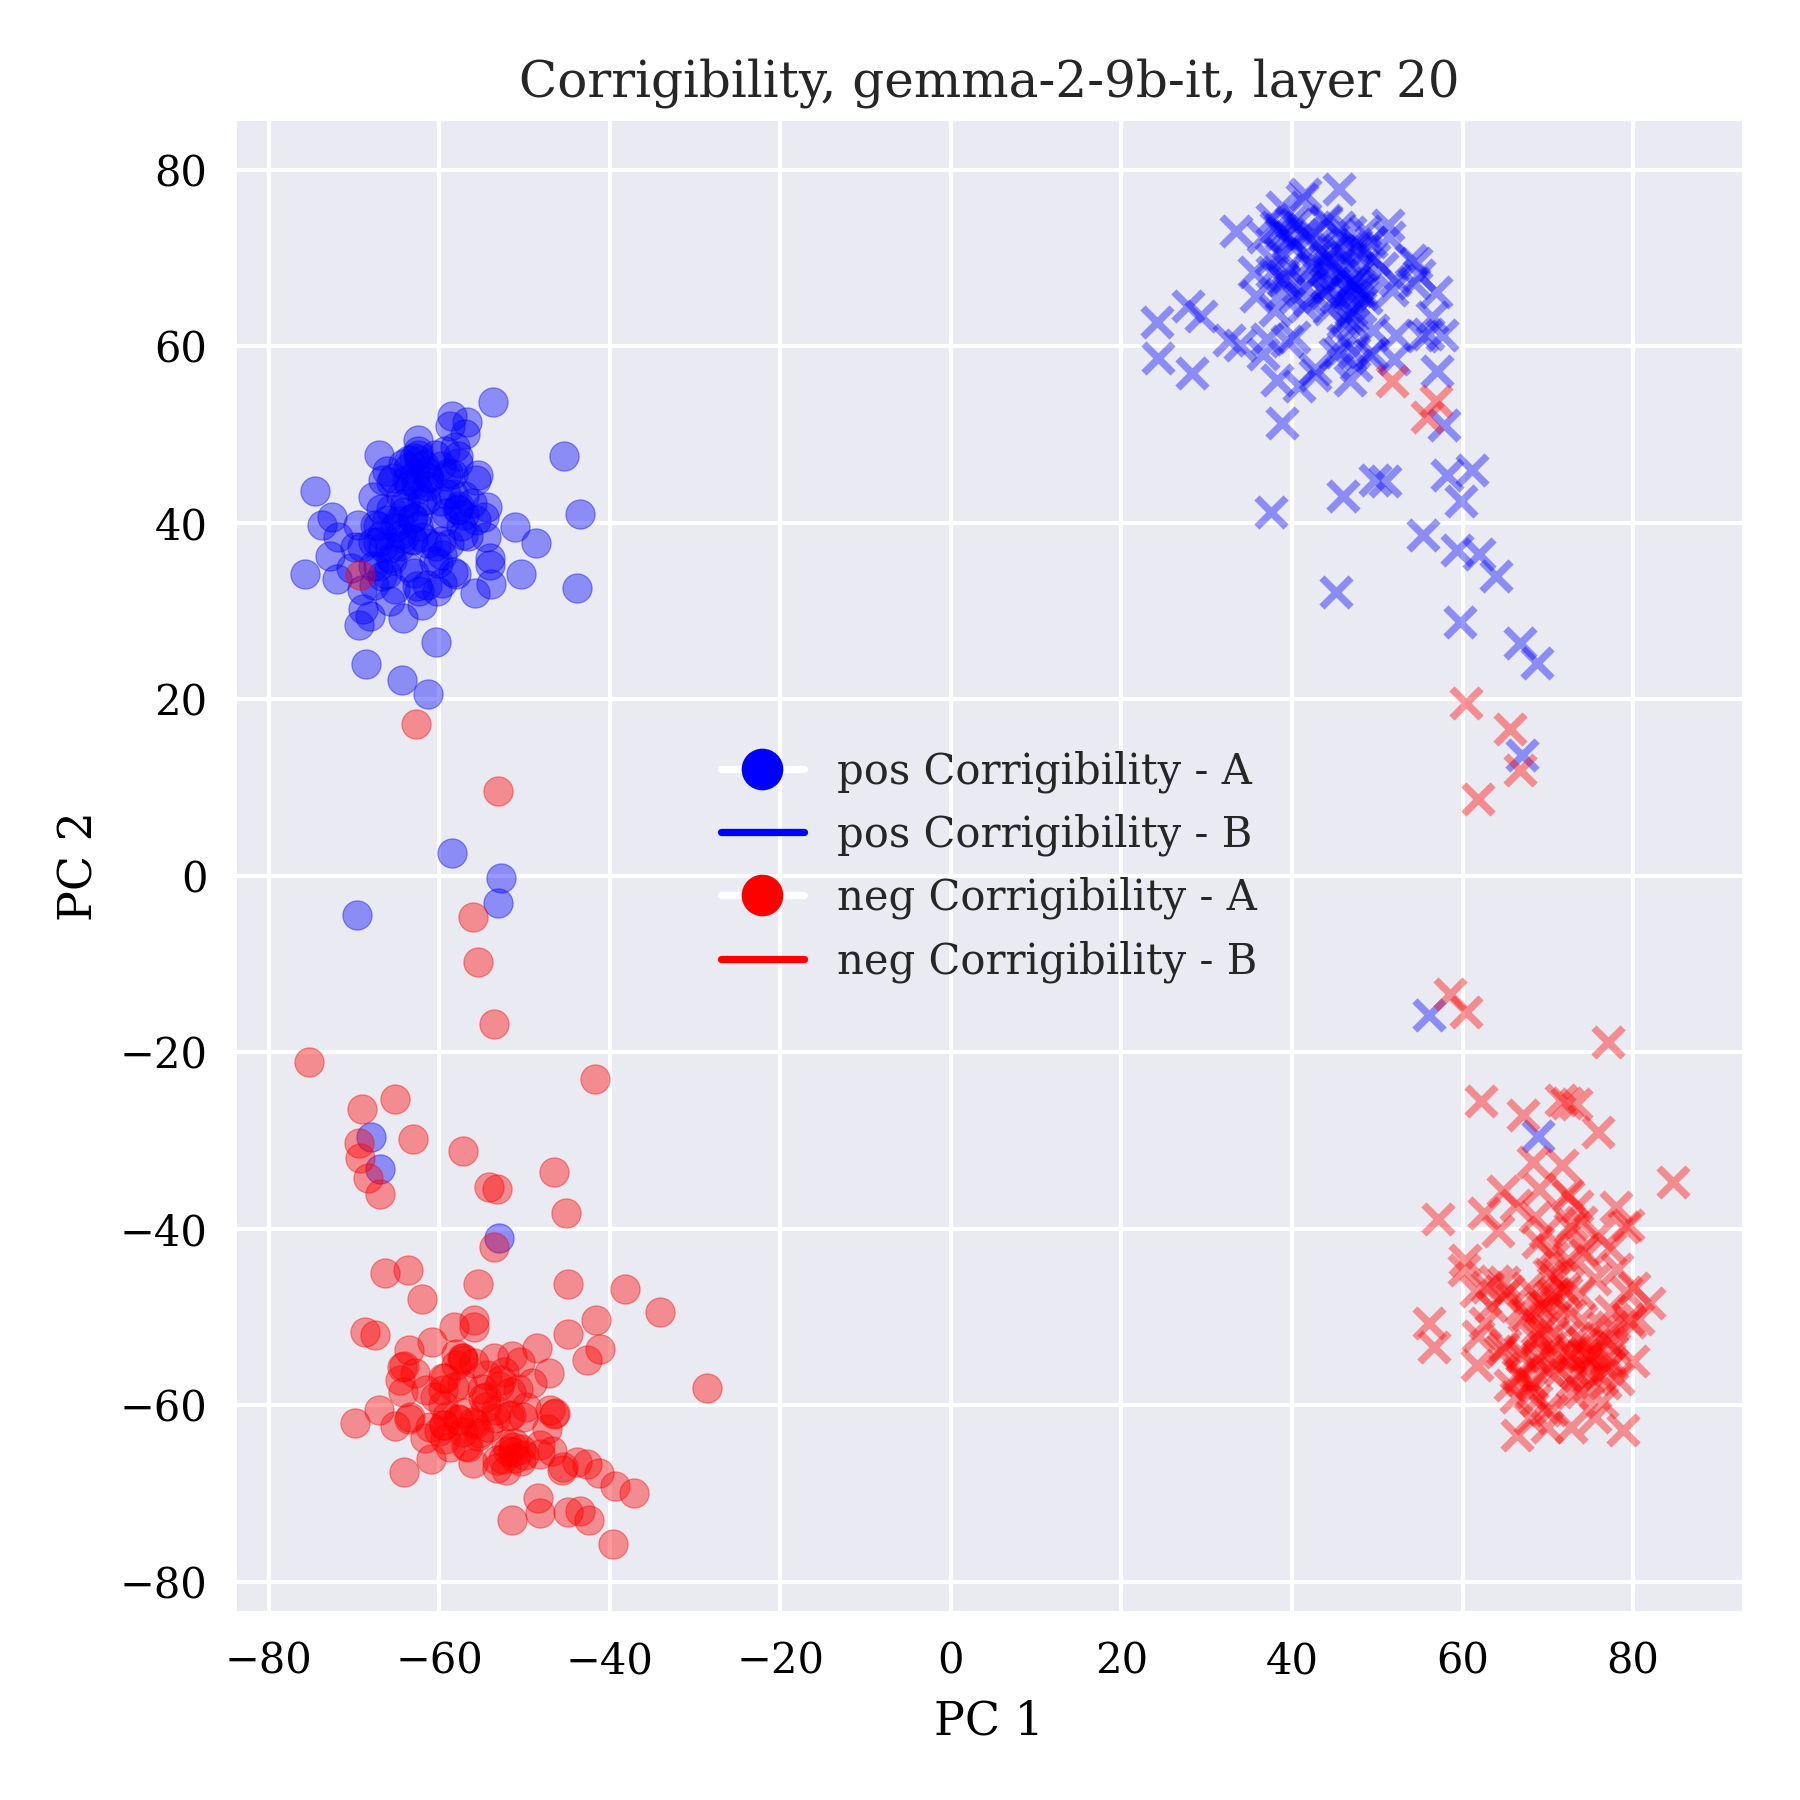 Corrigibility, gemma-2-9b-it, layer 20
80
60
40
20
0
−20
−40
−60
−80
PC 2
pos Corrigibility - A
pos Corrigibility - B
neg Corrigibility - A
neg Corrigibility - B
−80 −60 −40 −20 0 20 40 60 80
PC 1